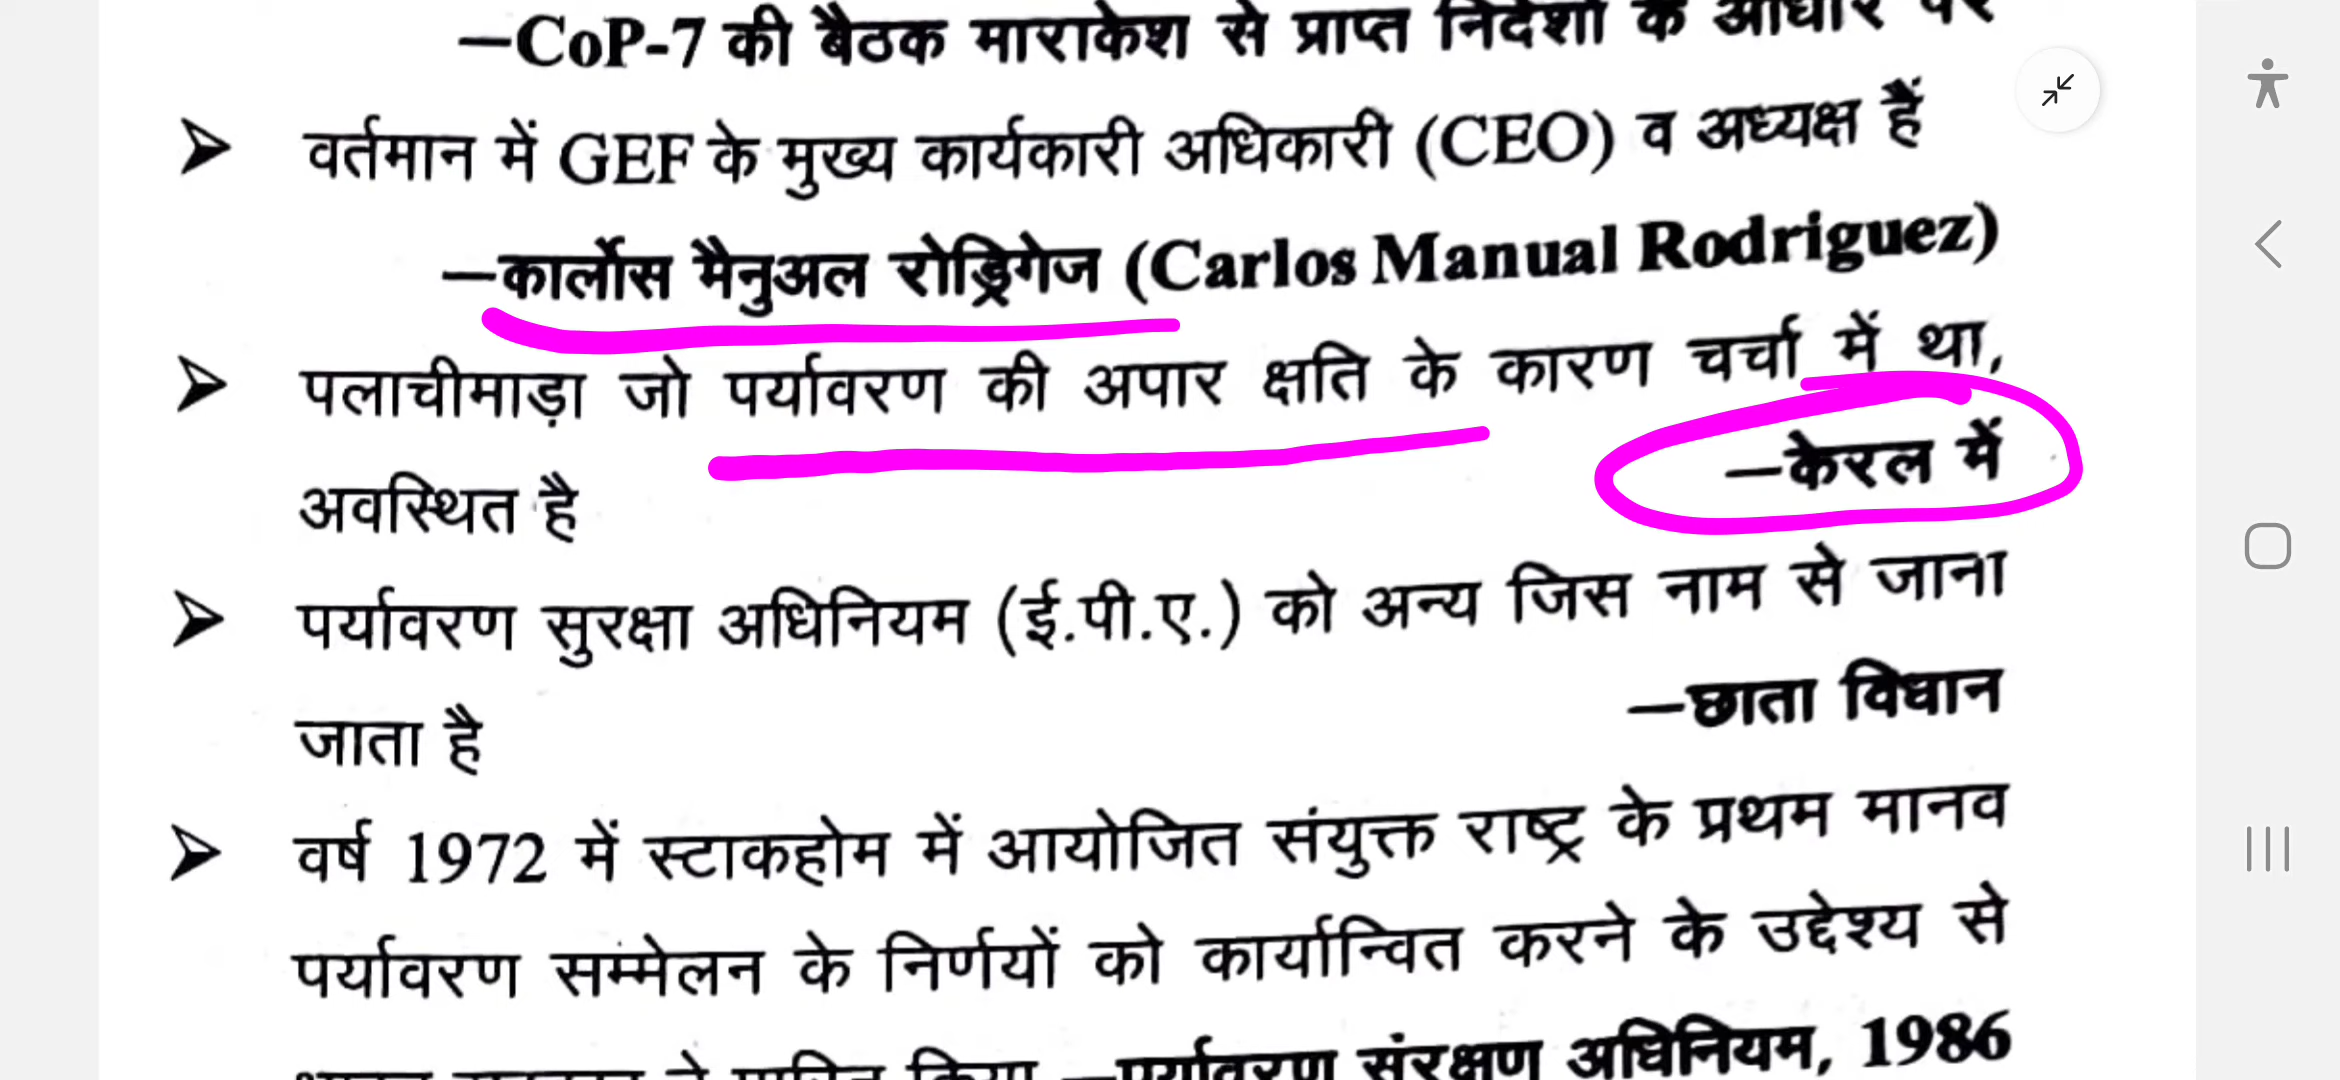 —CoP-7 की बैठक माराकेश से प्राप्त निर्देशों के आधार पर
➢ वर्तमान में GEF के मुख्य कार्यकारी अधिकारी (CEO) व अध्यक्ष हैं
—कार्लोस मैनुअल रोड्रिगेज (Carlos Manual Rodriguez)
➢ पलाचीमाड़ा जो पर्यावरण की अपार क्षति के कारण चर्चा में था,
अवस्थित है —केरल में
➢ पर्यावरण सुरक्षा अधिनियम (ई.पी.ए.) को अन्य जिस नाम से जाना
जाता है —छाता विधान
➢ वर्ष 1972 में स्टाकहोम में आयोजित संयुक्त राष्ट्र के प्रथम मानव
पर्यावरण सम्मेलन के निर्णयों को कार्यान्वित करने के उद्देश्य से
ने पारित किया —पर्यावरण संरक्षण अधिनियम, 1986